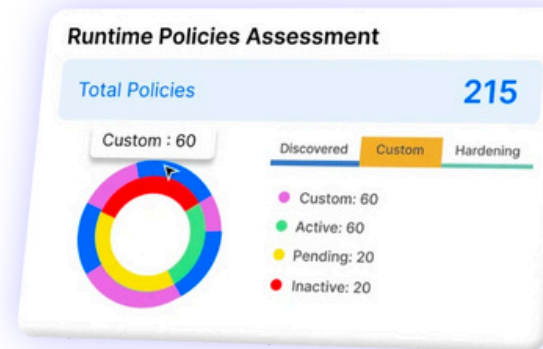 Runtime Policies Assessment
Total Policies 215
Custom : 60
Discovered Custom Hardening
Custom: 60
Active: 60
Pending: 20
Inactive: 20